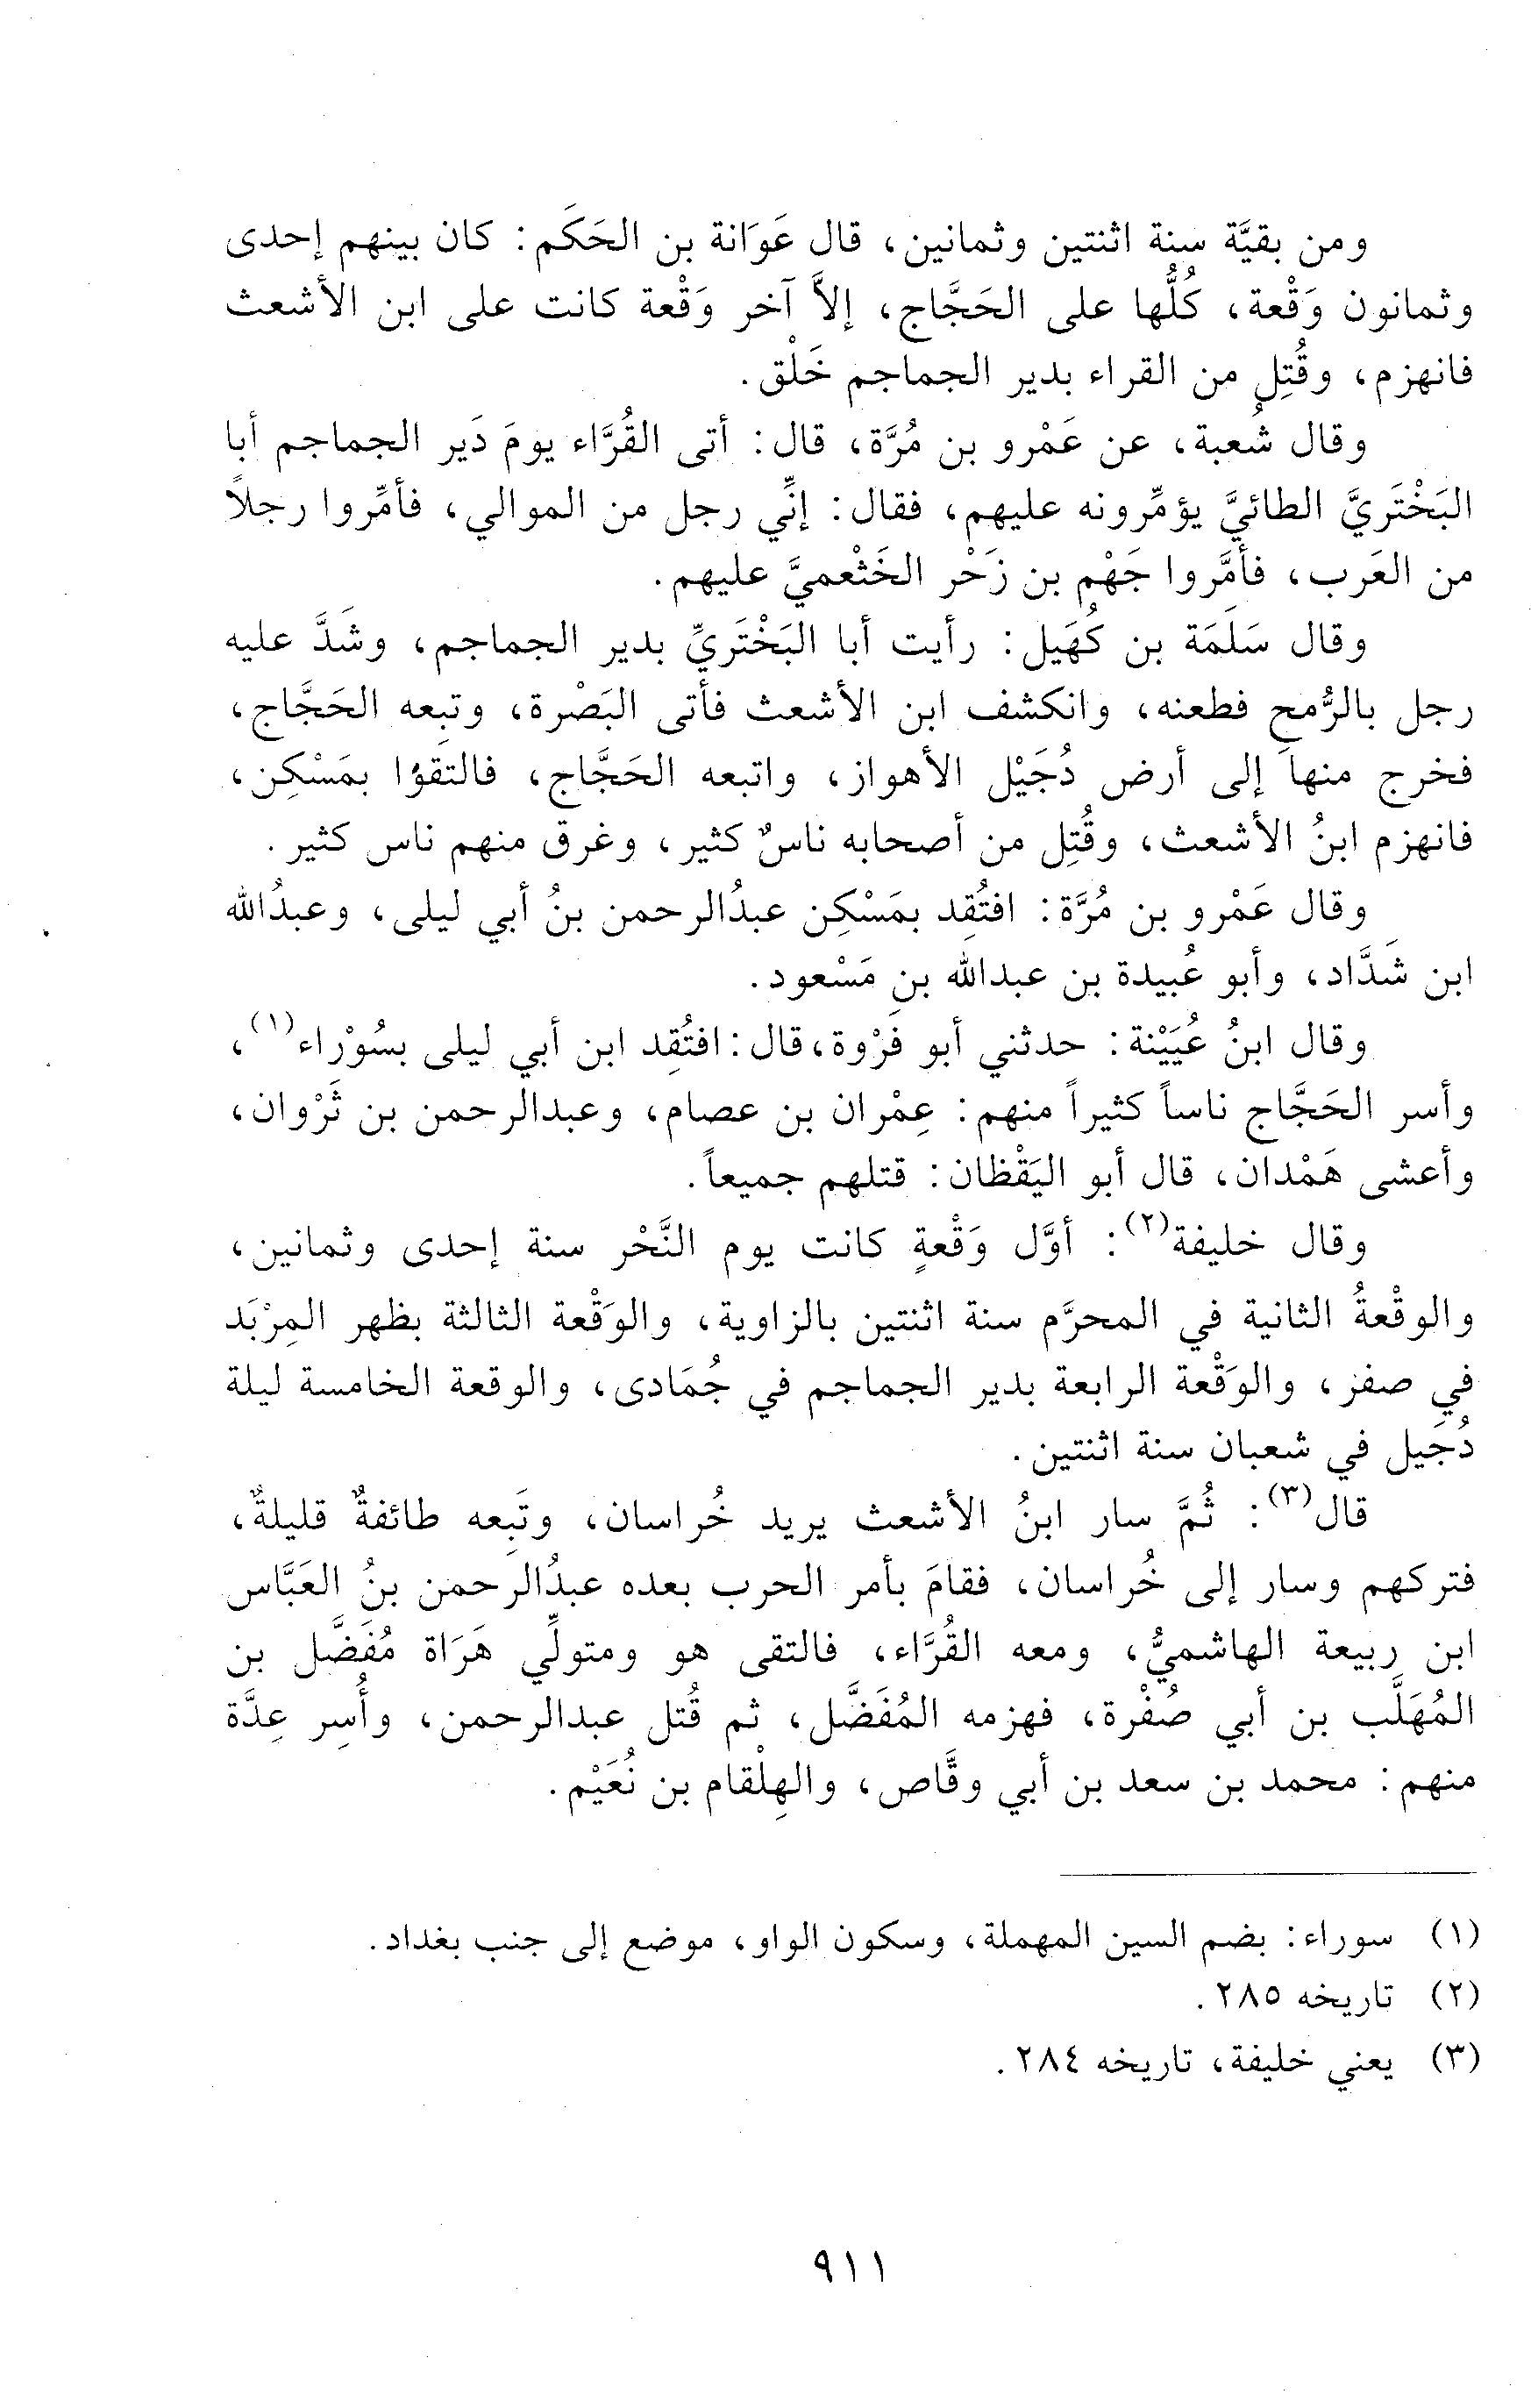 ومن بقيَّة سنة اثنتين وثمانين، قال عَوَانة بن الحَكَم: كان بينهم إحدى
وثمانون وَقْعة، كُلُّها على الحَجَّاج، إلاَّ آخر وَقْعة كانت على ابن الأشعث
فانهزم، وقُتِل من القراء بدير الجماجم خَلْق.
وقال شُعبة، عن عَمْرو بن مُرَّة، قال: أتى القُرَّاء يومَ دَير الجماجم أبا
البَخْتَريَّ الطائيَّ يؤمِّرونه عليهم، فقال: إنِّي رجل من الموالي، فأمِّروا رجلاً
من العَرب، فأمَّروا جَهْم بن زَحْر الخَثْعميَّ عليهم.
وقال سَلَمَة بن كُهَيل: رأيت أبا البَخْتَريِّ بدير الجماجم، وشَدَّ عليه
رجل بالرُّمح فطعنه، وانكشف ابن الأشعث فأتى البَصْرة، وتبِعه الحَجَّاج،
فخرج منها إلى أرض دُجَيْل الأهواز، واتبعه الحَجَّاج، فالتَقَوْا بمَسْكِن،
فانهزم ابنُ الأشعث، وقُتِل من أصحابه ناسٌ كثير، وغرق منهم ناس كثير.
وقال عَمْرو بن مُرَّة: افتُقِد بمَسْكِن عبدُالرحمن بنُ أبي ليلى، وعبدُالله
ابن شَدَّاد، وأبو عُبيدة بن عبدالله بنِ مَسْعود.
وقال ابنُ عُيَيْنة: حدثني أبو فَرْوة، قال: افتُقِد ابن أبي ليلى بسُوْراء(١)،
وأسر الحَجَّاج ناساً كثيراً منهم: عِمْران بن عصام، وعبدالرحمن بن ثَرْوان،
وأعشى هَمْدان، قال أبو اليَقْظان: قتلهم جميعاً.
وقال خليفة(٢): أوَّل وَقْعةٍ كانت يوم النَّحْر سنة إحدى وثمانين،
والوقْعةُ الثانية في المحرَّم سنة اثنتين بالزاوية، والوَقْعة الثالثة بظهر المِرْبَد
في صفر، والوَقْعة الرابعة بدير الجماجم في جُمَادى، والوقعة الخامسة ليلة
دُجَيل في شعبان سنة اثنتين.
قال(٣): ثُمَّ سار ابنُ الأشعث يريد خُراسان، وتَبِعه طائفةٌ قليلةٌ،
فتركهم وسار إلى خُراسان، فقامَ بأمر الحرب بعده عبدُالرحمن بنُ العَبَّاس
ابن ربيعة الهاشميُّ، ومعه القُرَّاء، فالتقى هو ومتولِّي هَرَاة مُفَضَّل بن
المُهَلَّب بن أبي صُفْرة، فهزمه المُفَضَّل، ثم قُتل عبدالرحمن، وأُسِر عِدَّة
منهم: محمد بن سعد بن أبي وقَّاص، والهِلْقام بن نُعَيْم.
(١) سوراء: بضم السين المهملة، وسكون الواو، موضع إلى جنب بغداد.
(٢) تاريخه ٢٨٥.
(٣) يعني خليفة، تاريخه ٢٨٤.
٩١١